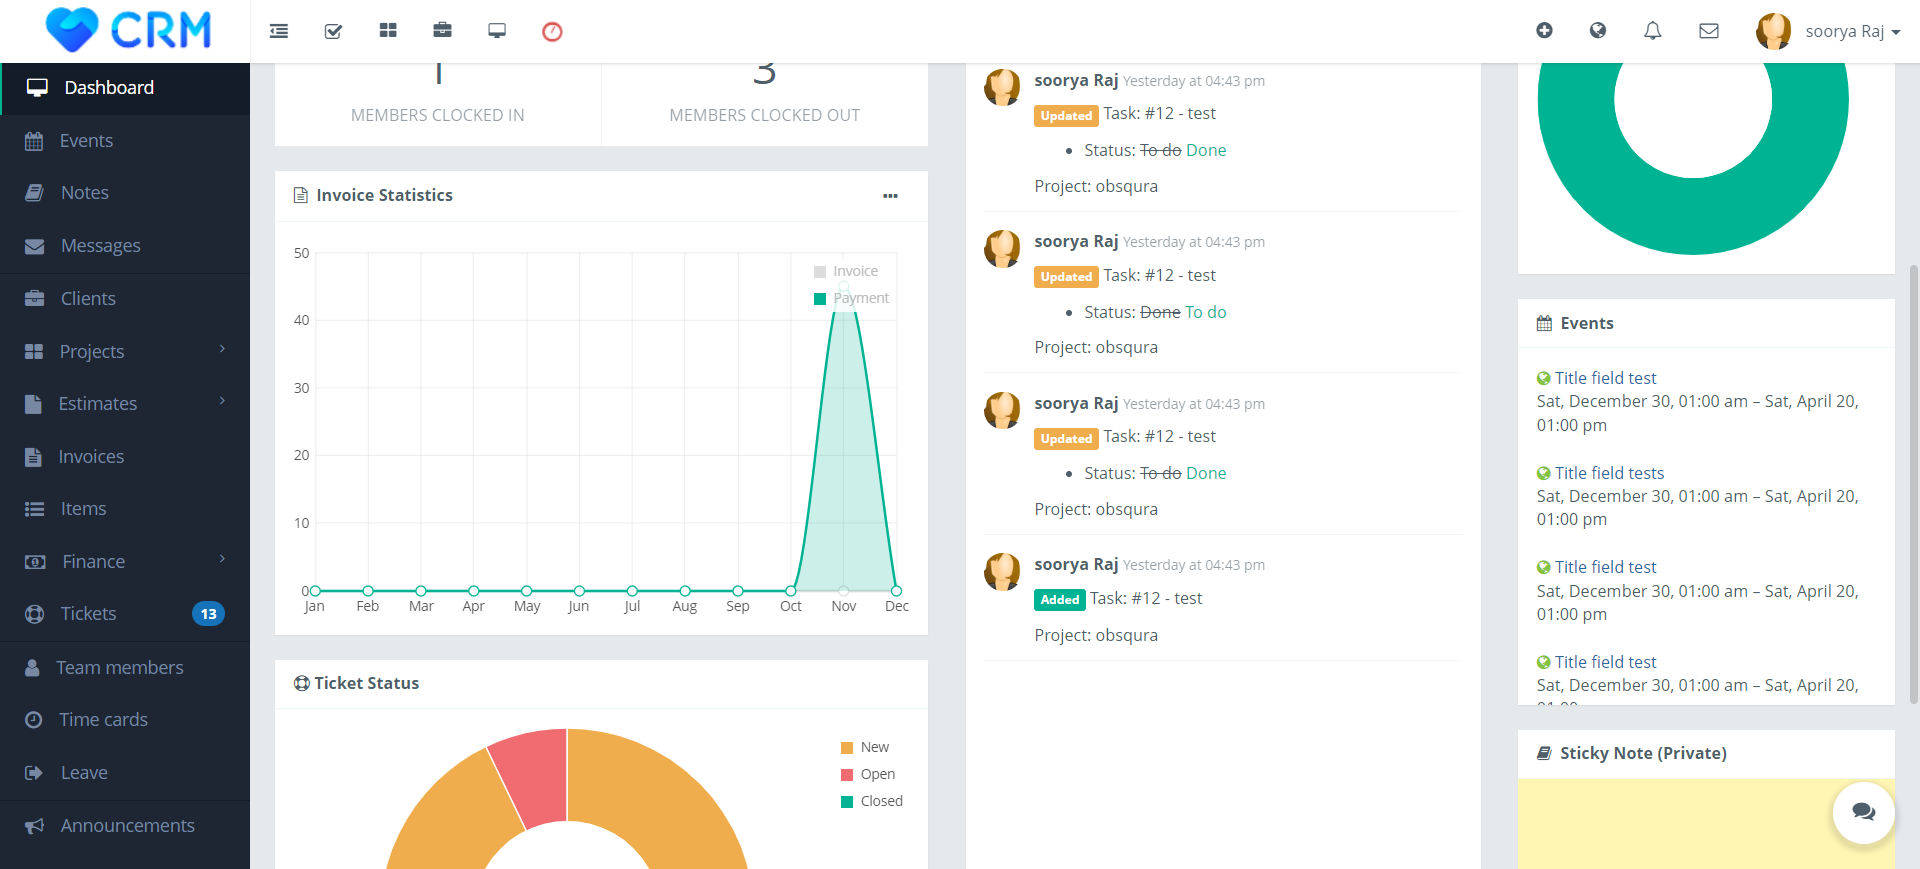 CRM
soorya Raj
Dashboard
Events
Notes
Messages
Clients
Projects
Estimates
Invoices
Items
Finance
Tickets 13
Team members
Time cards
Leave
Announcements
1
MEMBERS CLOCKED IN
3
MEMBERS CLOCKED OUT
Invoice Statistics
50
40
30
20
10
0
Invoice
Payment
Jan Feb Mar Apr May Jun Jul Aug Sep Oct Nov Dec
Ticket Status
New
Open
Closed
soorya Raj Yesterday at 04:43 pm
Updated Task: #12 - test
Status: To do Done
Project: obsqura
soorya Raj Yesterday at 04:43 pm
Updated Task: #12 - test
Status: Done To do
Project: obsqura
soorya Raj Yesterday at 04:43 pm
Updated Task: #12 - test
Status: To do Done
Project: obsqura
soorya Raj Yesterday at 04:43 pm
Added Task: #12 - test
Project: obsqura
Events
Title field test
Sat, December 30, 01:00 am – Sat, April 20,
01:00 pm
Title field tests
Sat, December 30, 01:00 am – Sat, April 20,
01:00 pm
Title field test
Sat, December 30, 01:00 am – Sat, April 20,
01:00 pm
Title field test
Sat, December 30, 01:00 am – Sat, April 20,
Sticky Note (Private)